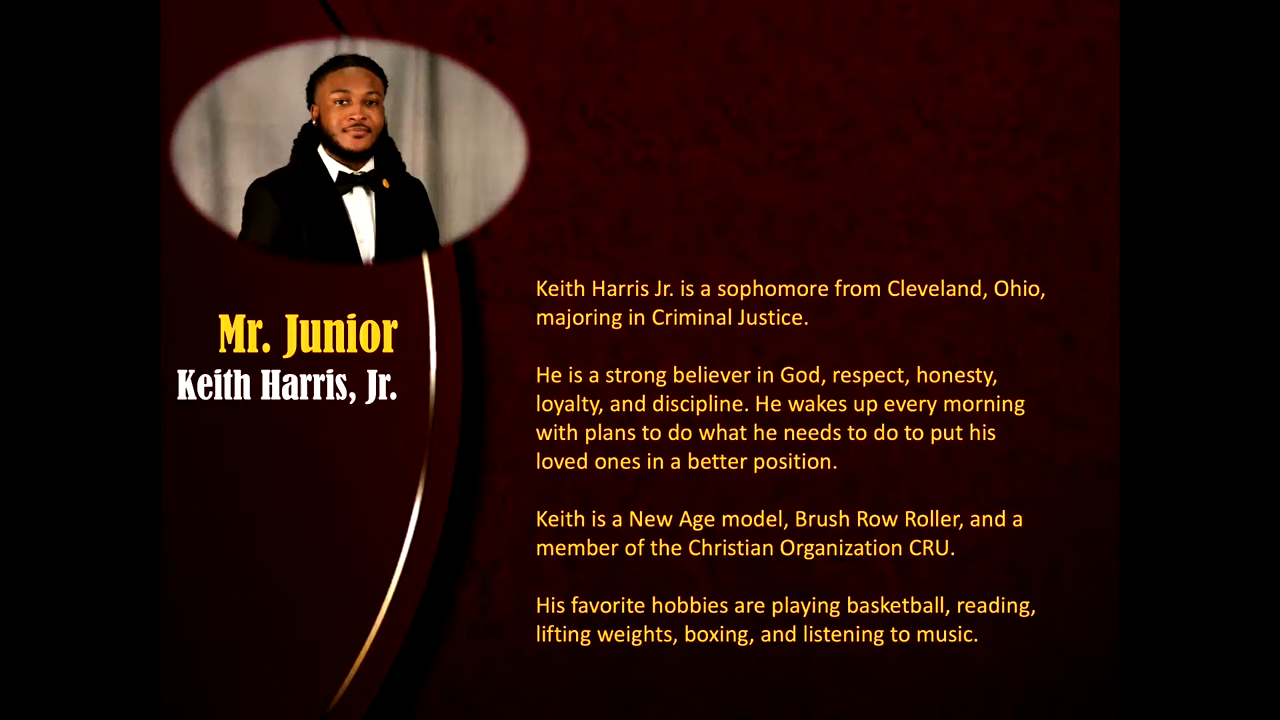 Mr. Junior
Keith Harris, Jr.
Keith Harris Jr. is a sophomore from Cleveland, Ohio,
majoring in Criminal Justice.
He is a strong believer in God, respect, honesty,
loyalty, and discipline. He wakes up every morning
with plans to do what he needs to do to put his
loved ones in a better position.
Keith is a New Age model, Brush Row Roller, and a
member of the Christian Organization CRU.
His favorite hobbies are playing basketball, reading,
lifting weights, boxing, and listening to music.